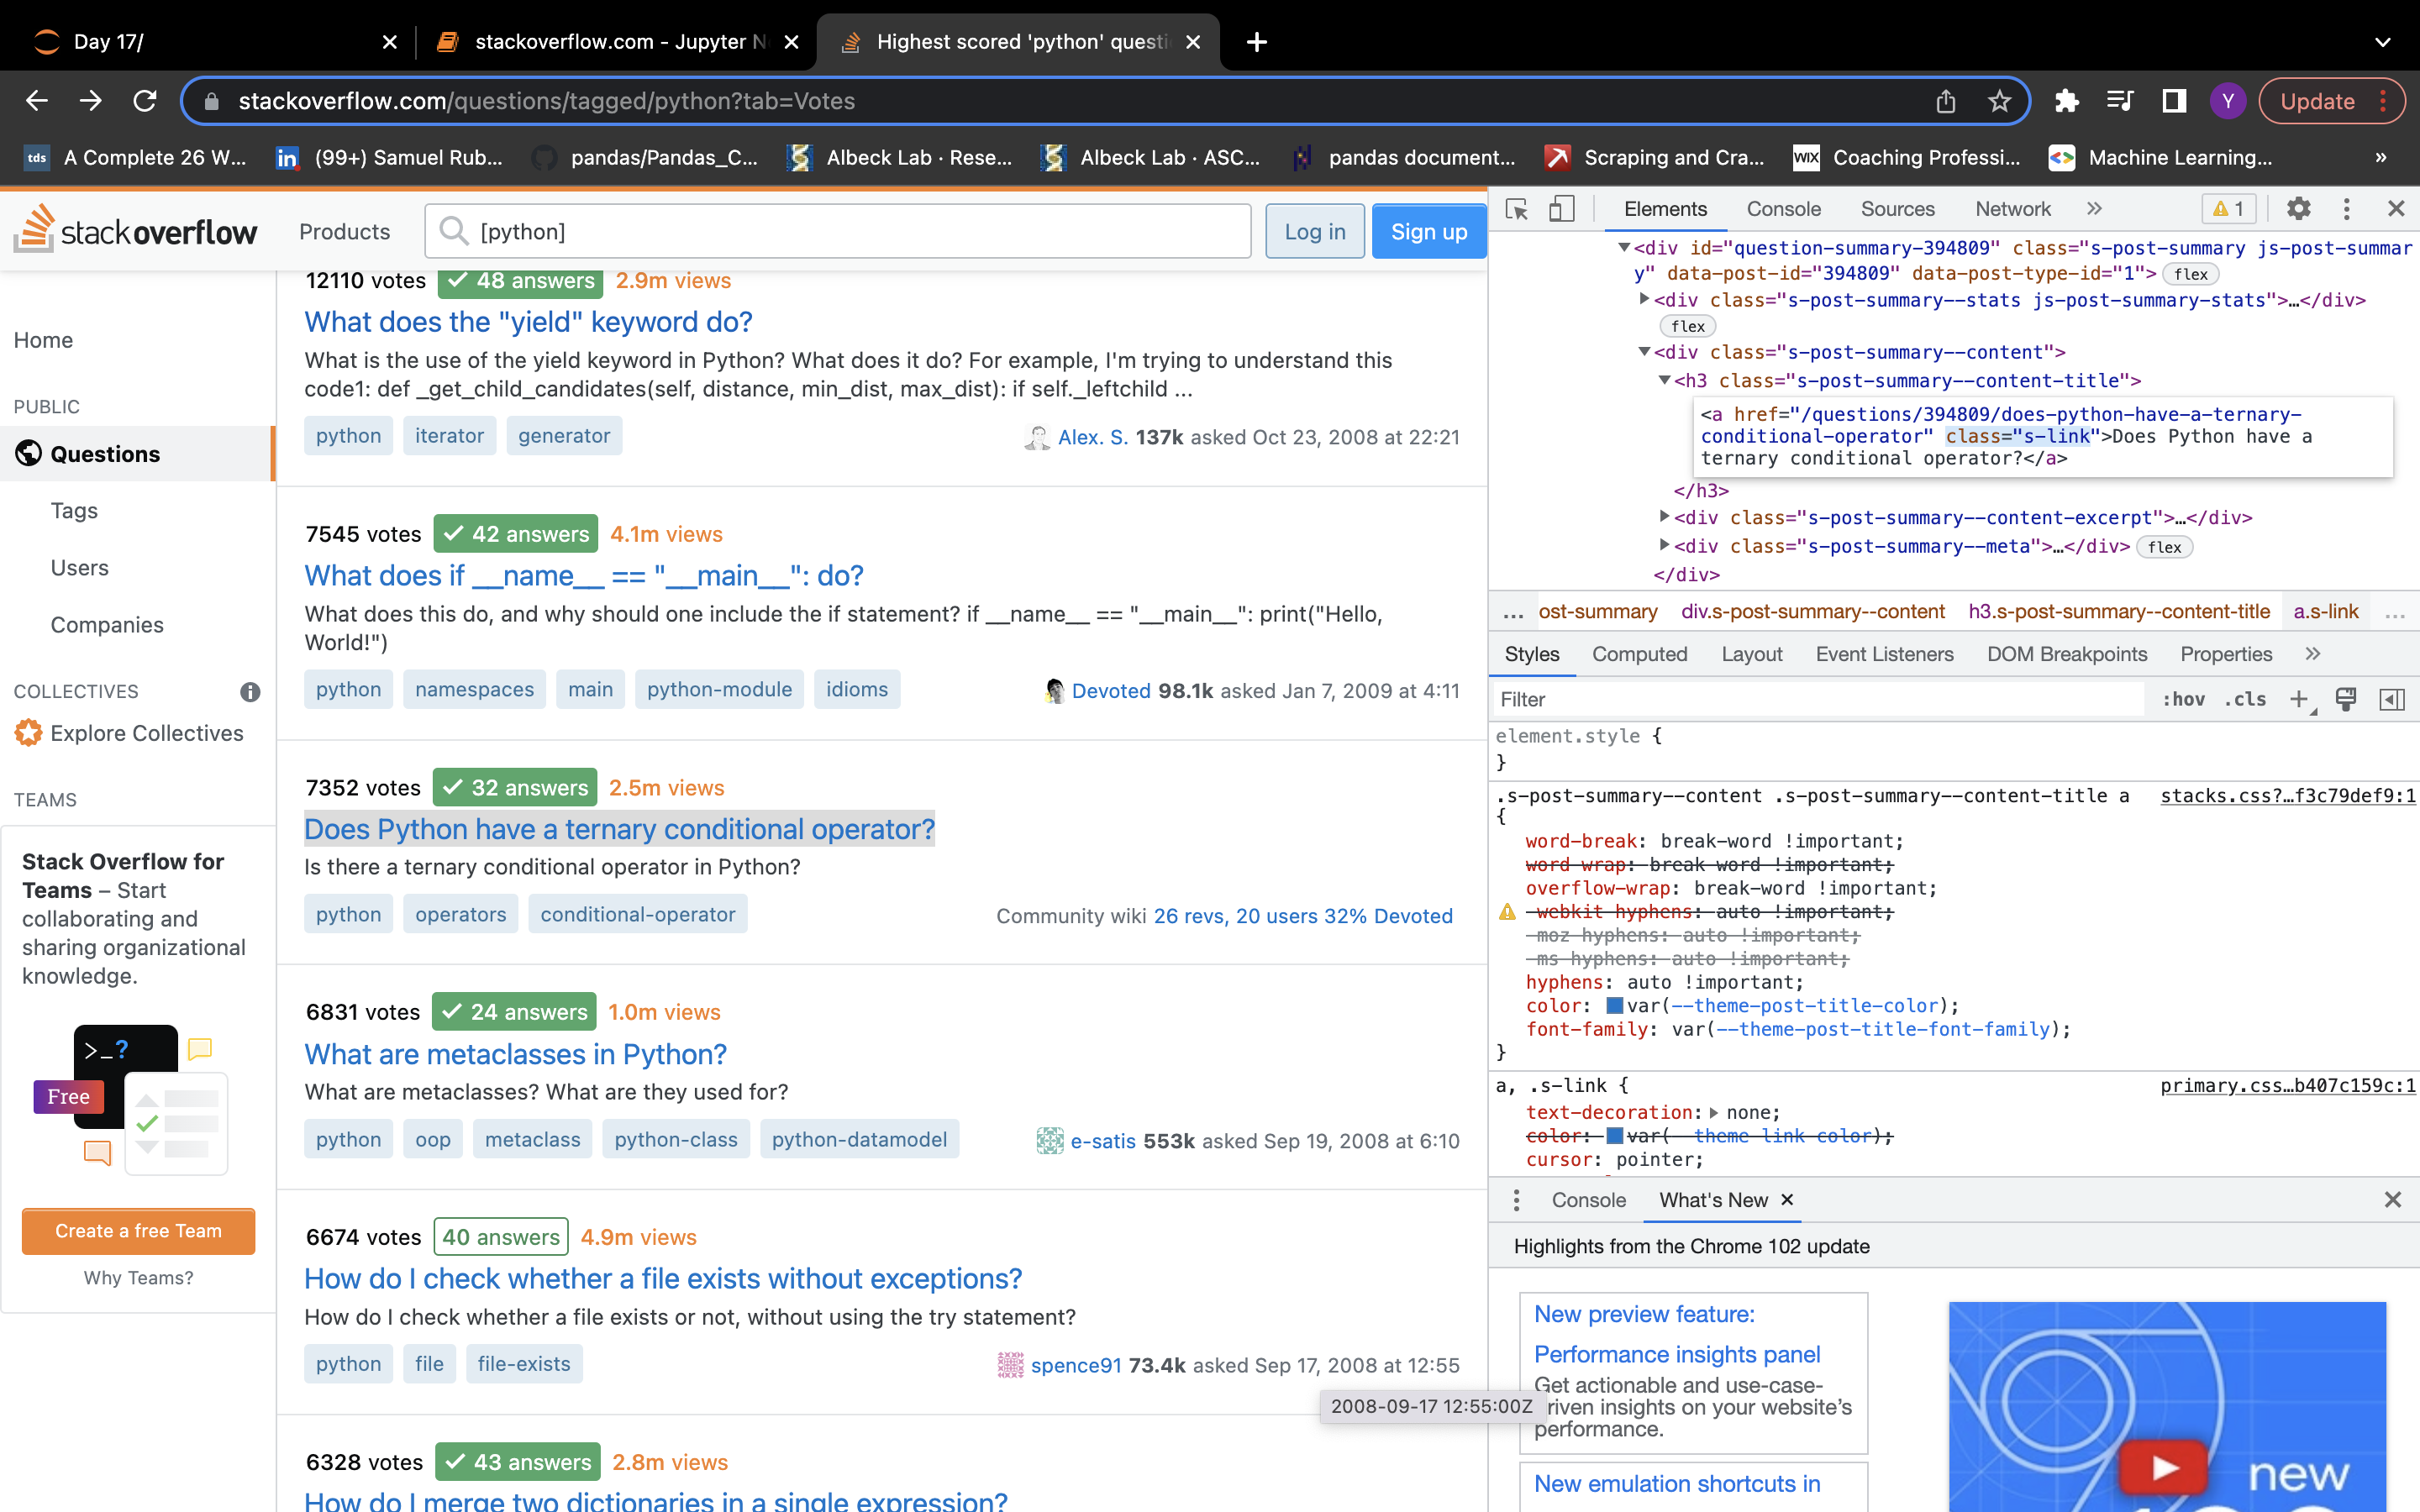 Day 17/
stackoverflow.com - Jupyter N
Highest scored 'python' questi
stackoverflow.com/questions/tagged/python?tab=Votes
Y
Update
tds
A Complete 26 W...
in
(99+) Samuel Rub...
pandas/Pandas_C...
Albeck Lab · Rese...
Albeck Lab · ASC...
pandas document...
Scraping and Cra...
WIX
Coaching Professi...
Machine Learning...
»
stackoverflow
Products
[python]
Log in
Sign up
Home
PUBLIC
Questions
Tags
Users
Companies
COLLECTIVES
Explore Collectives
TEAMS
Stack Overflow for
Teams – Start
collaborating and
sharing organizational
knowledge.
>_?
Free
Create a free Team
Why Teams?
12110 votes 48 answers 2.9m views
What does the "yield" keyword do?
What is the use of the yield keyword in Python? What does it do? For example, I'm trying to understand this
code1: def _get_child_candidates(self, distance, min_dist, max_dist): if self._leftchild ...
python iterator generator
Alex. S. 137k asked Oct 23, 2008 at 22:21
7545 votes 42 answers 4.1m views
What does if __name__ == "__main__": do?
What does this do, and why should one include the if statement? if __name__ == "__main__": print("Hello,
World!")
python namespaces main python-module idioms
Devoted 98.1k asked Jan 7, 2009 at 4:11
7352 votes 32 answers 2.5m views
Does Python have a ternary conditional operator?
Is there a ternary conditional operator in Python?
python operators conditional-operator
Community wiki 26 revs, 20 users 32% Devoted
6831 votes 24 answers 1.0m views
What are metaclasses in Python?
What are metaclasses? What are they used for?
python oop metaclass python-class python-datamodel
e-satis 553k asked Sep 19, 2008 at 6:10
6674 votes 40 answers 4.9m views
How do I check whether a file exists without exceptions?
How do I check whether a file exists or not, without using the try statement?
python file file-exists
spence91 73.4k asked Sep 17, 2008 at 12:55
2008-09-17 12:55:00Z
6328 votes 43 answers 2.8m views
How do I merge two dictionaries in a single expression?
Elements Console Sources Network » 1
<div id="question-summary-394809" class="s-post-summary js-post-summar
y" data-post-id="394809" data-post-type-id="1"> flex
<div class="s-post-summary--stats js-post-summary-stats">…</div>
flex
<div class="s-post-summary--content">
<h3 class="s-post-summary--content-title">
<a href="/questions/394809/does-python-have-a-ternary-
conditional-operator" class="s-link">Does Python have a
ternary conditional operator?</a>
</h3>
<div class="s-post-summary--content-excerpt">…</div>
<div class="s-post-summary--meta">…</div> flex
</div>
... ost-summary div.s-post-summary--content h3.s-post-summary--content-title a.s-link ...
Styles Computed Layout Event Listeners DOM Breakpoints Properties »
Filter :hov .cls +
element.style {
}
.s-post-summary--content .s-post-summary--content-title a stacks.css?…f3c79def9:1
{
word-break: break-word !important;
word-wrap: break-word !important;
overflow-wrap: break-word !important;
-webkit-hyphens: auto !important;
-moz-hyphens: auto !important;
-ms-hyphens: auto !important;
hyphens: auto !important;
color: var(--theme-post-title-color);
font-family: var(--theme-post-title-font-family);
}
a, .s-link { primary.css…b407c159c:1
text-decoration: none;
color: var(--theme-link-color);
cursor: pointer;
Console What's New
Highlights from the Chrome 102 update
New preview feature:
Performance insights panel
Get actionable and use-case-
riven insights on your website's
performance.
New emulation shortcuts in
new